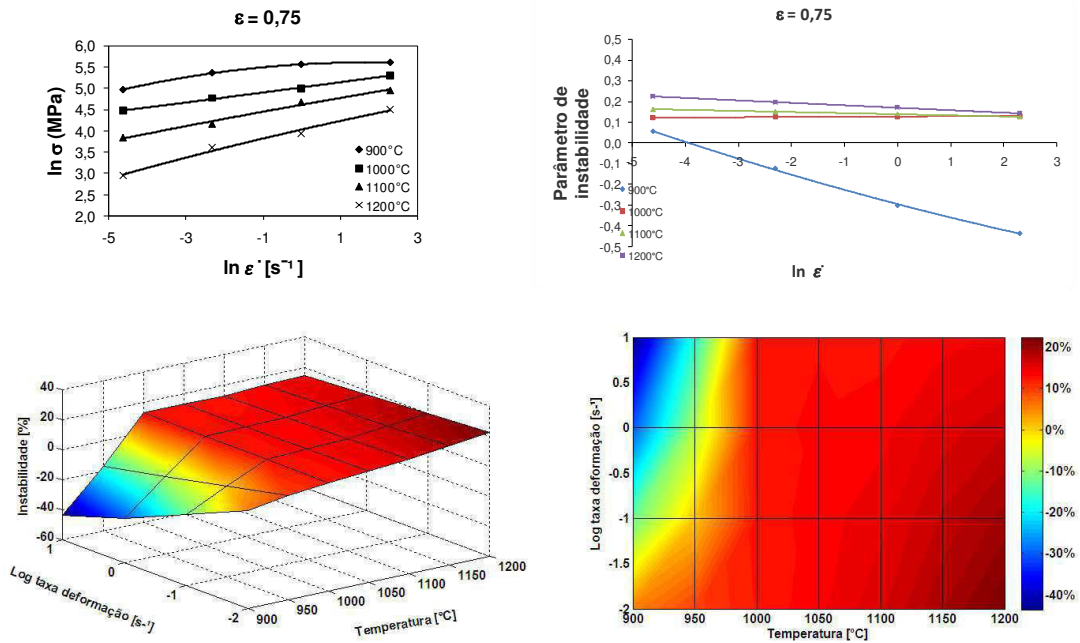 ε = 0,75
6,0
5,5
5,0
4,5
4,0
3,5
3,0
2,5
2,0
ln σ (MPa)
900°C
1000°C
1100°C
1200°C
-5 -3 -1 1 3
ln ε˙ [s⁻¹]
ε = 0,75
0,5
0,4
0,3
0,2
0,1
0,0
-0,1
-0,2
-0,3
-0,4
-0,5
Parâmetro de
instabilidade
-5 -4 -3 -2 -1 0 1 2 3
900°C
1000°C
1100°C
1200°C
ln ε˙
40
20
0
-20
-40
-60
Instabilidade [%]
1 0 -1 -2
Log taxa deformação [s-¹]
900 950 1000 1050 1100 1150 1200
Temperatura [°C]
1
0.5
0
-0.5
-1
-1.5
-2
Log taxa deformação [s-¹]
900 950 1000 1050 1100 1150 1200
Temperatura [°C]
20%
10%
0%
-10%
-20%
-30%
-40%